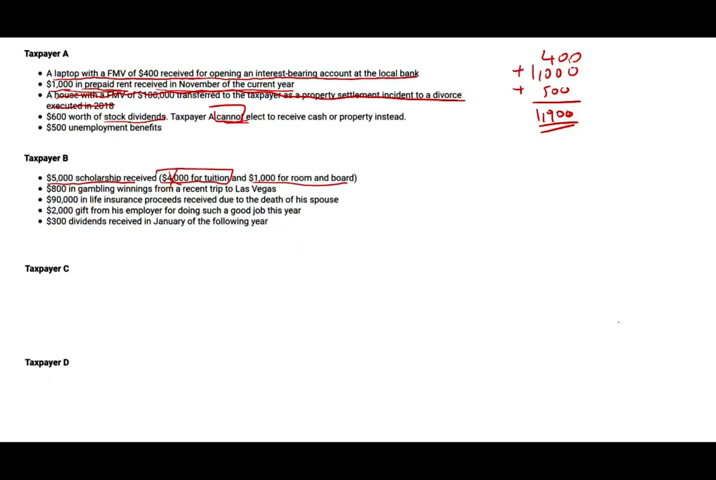 Taxpayer A
• A laptop with a FMV of $400 received for opening an interest-bearing account at the local bank
• $1,000 in prepaid rent received in November of the current year
• A house with a FMV of $100,000 transferred to the taxpayer as a property settlement incident to a divorce
executed in 2018
• $600 worth of stock dividends. Taxpayer A cannot elect to receive cash or property instead.
• $500 unemployment benefits
400
+ 1,000
+ 500
1,900
Taxpayer B
• $5,000 scholarship received ($4,000 for tuition and $1,000 for room and board)
• $800 in gambling winnings from a recent trip to Las Vegas
• $90,000 in life insurance proceeds received due to the death of his spouse
• $2,000 gift from his employer for doing such a good job this year
• $300 dividends received in January of the following year
Taxpayer C
Taxpayer D